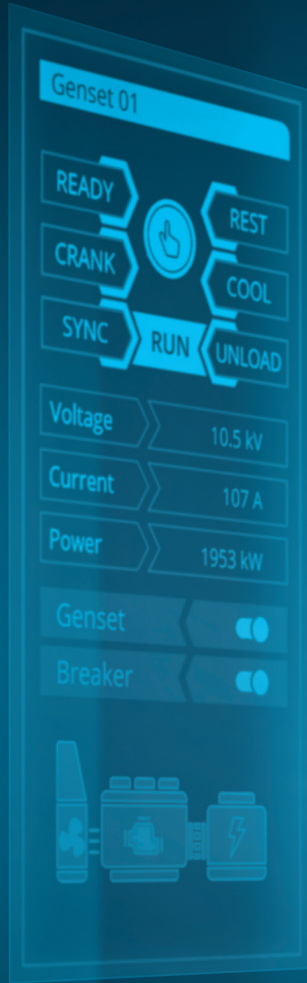 Genset 01
READY
REST
CRANK
COOL
SYNC
RUN
UNLOAD
Voltage 10.5 kV
Current 107 A
Power 1953 kW
Genset
Breaker